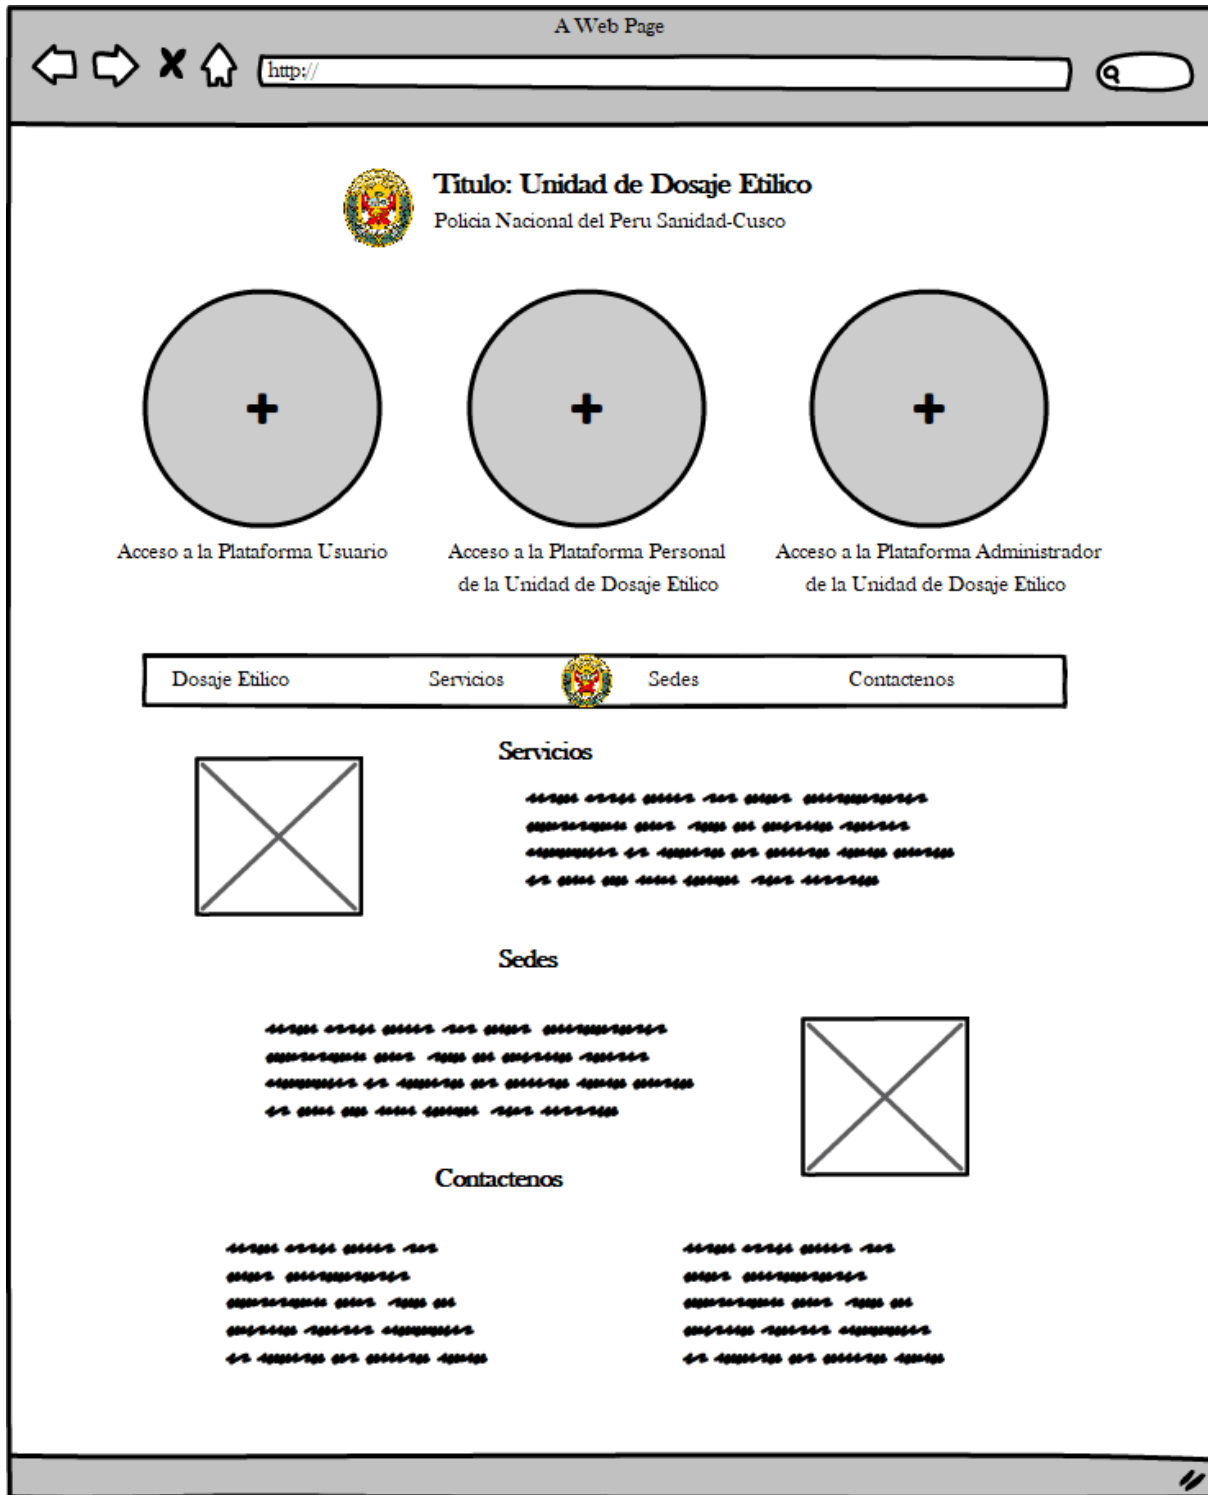 A Web Page
http://
Titulo: Unidad de Dosaje Etilico
Policia Nacional del Peru Sanidad-Cusco
Acceso a la Plataforma Usuario
Acceso a la Plataforma Personal
de la Unidad de Dosaje Etilico
Acceso a la Plataforma Administrador
de la Unidad de Dosaje Etilico
Dosaje Etilico Servicios Sedes Contactenos
Servicios
Sedes
Contactenos